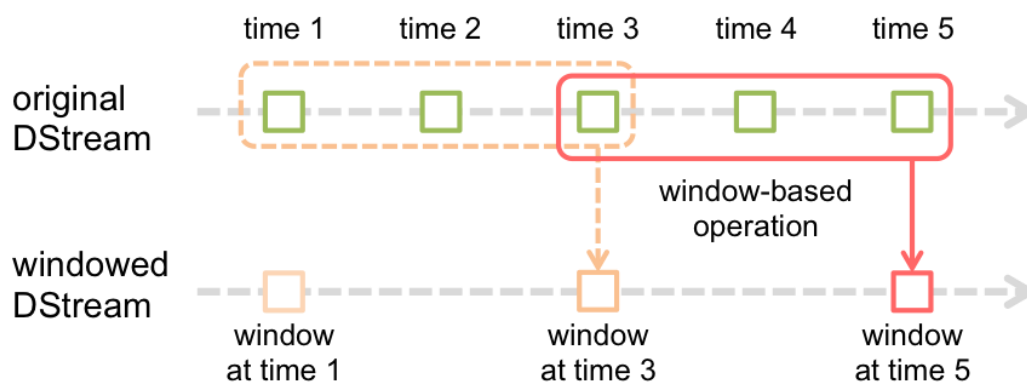 time 1 time 2 time 3 time 4 time 5
original
DStream
window-based
operation
windowed
DStream
window
at time 1
window
at time 3
window
at time 5